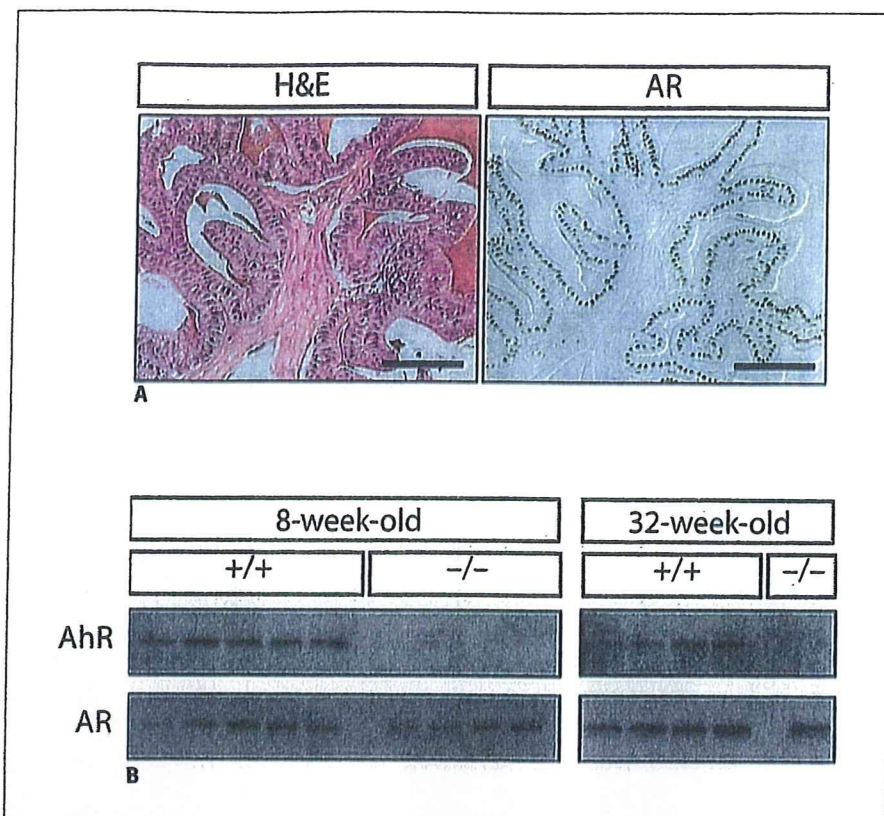 H&E AR
A
8-week-old 32-week-old
+/+ –/– +/+ –/–
AhR
AR
B